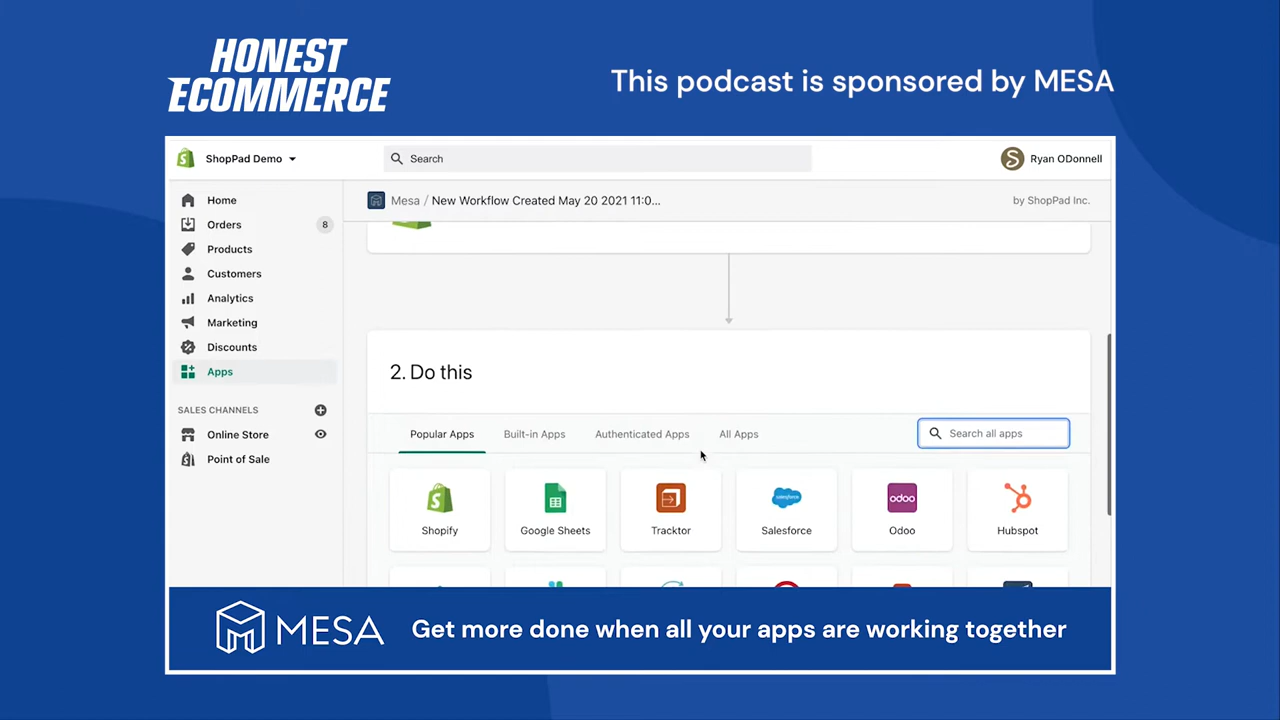 HONEST
ECOMMERCE
This podcast is sponsored by MESA
ShopPad Demo
Search
S
Ryan ODonnell
Home
Orders
8
Products
Customers
Analytics
Marketing
Discounts
Apps
SALES CHANNELS
Online Store
Point of Sale
Mesa / New Workflow Created May 20 2021 11:0...
by ShopPad Inc.
2. Do this
Popular Apps
Built-in Apps
Authenticated Apps
All Apps
Search all apps
Shopify
Google Sheets
Tracktor
salesforce
Salesforce
odoo
Odoo
Hubspot
MESA
Get more done when all your apps are working together